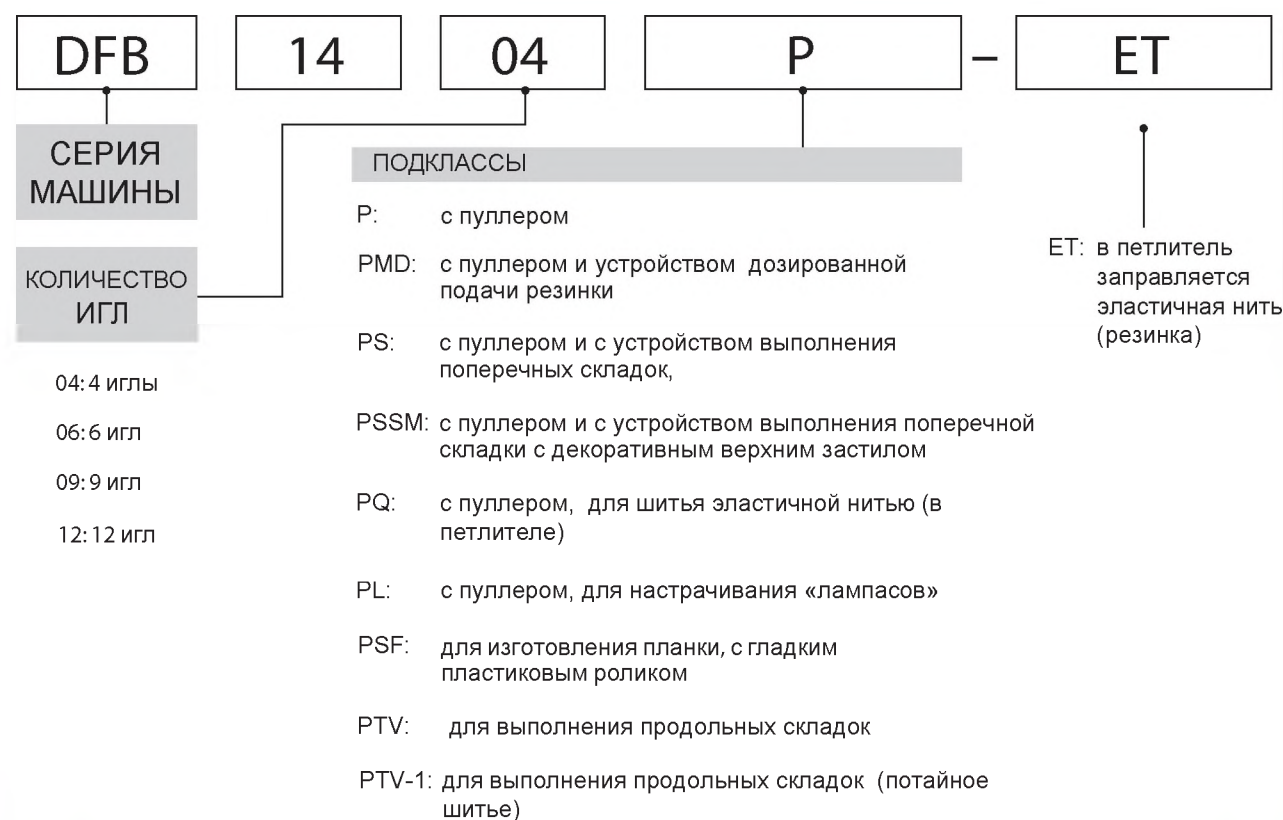 DFB 14 04 P – ET
СЕРИЯ
МАШИНЫ
КОЛИЧЕСТВО
ИГЛ
04: 4 иглы
06: 6 игл
09: 9 игл
12: 12 игл
ПОДКЛАССЫ
P: с пуллером
PMD: с пуллером и устройством дозированной
подачи резинки
PS: с пуллером и с устройством выполнения
поперечных складок,
PSSM: с пуллером и с устройством выполнения поперечной
складки с декоративным верхним застилом
PQ: с пуллером, для шитья эластичной нитью (в
петлителе)
PL: с пуллером, для настрачивания «лампасов»
PSF: для изготовления планки, с гладким
пластиковым роликом
PTV: для выполнения продольных складок
PTV-1: для выполнения продольных складок (потайное
шитье)
ET: в петлитель
заправляется
эластичная нить
(резинка)